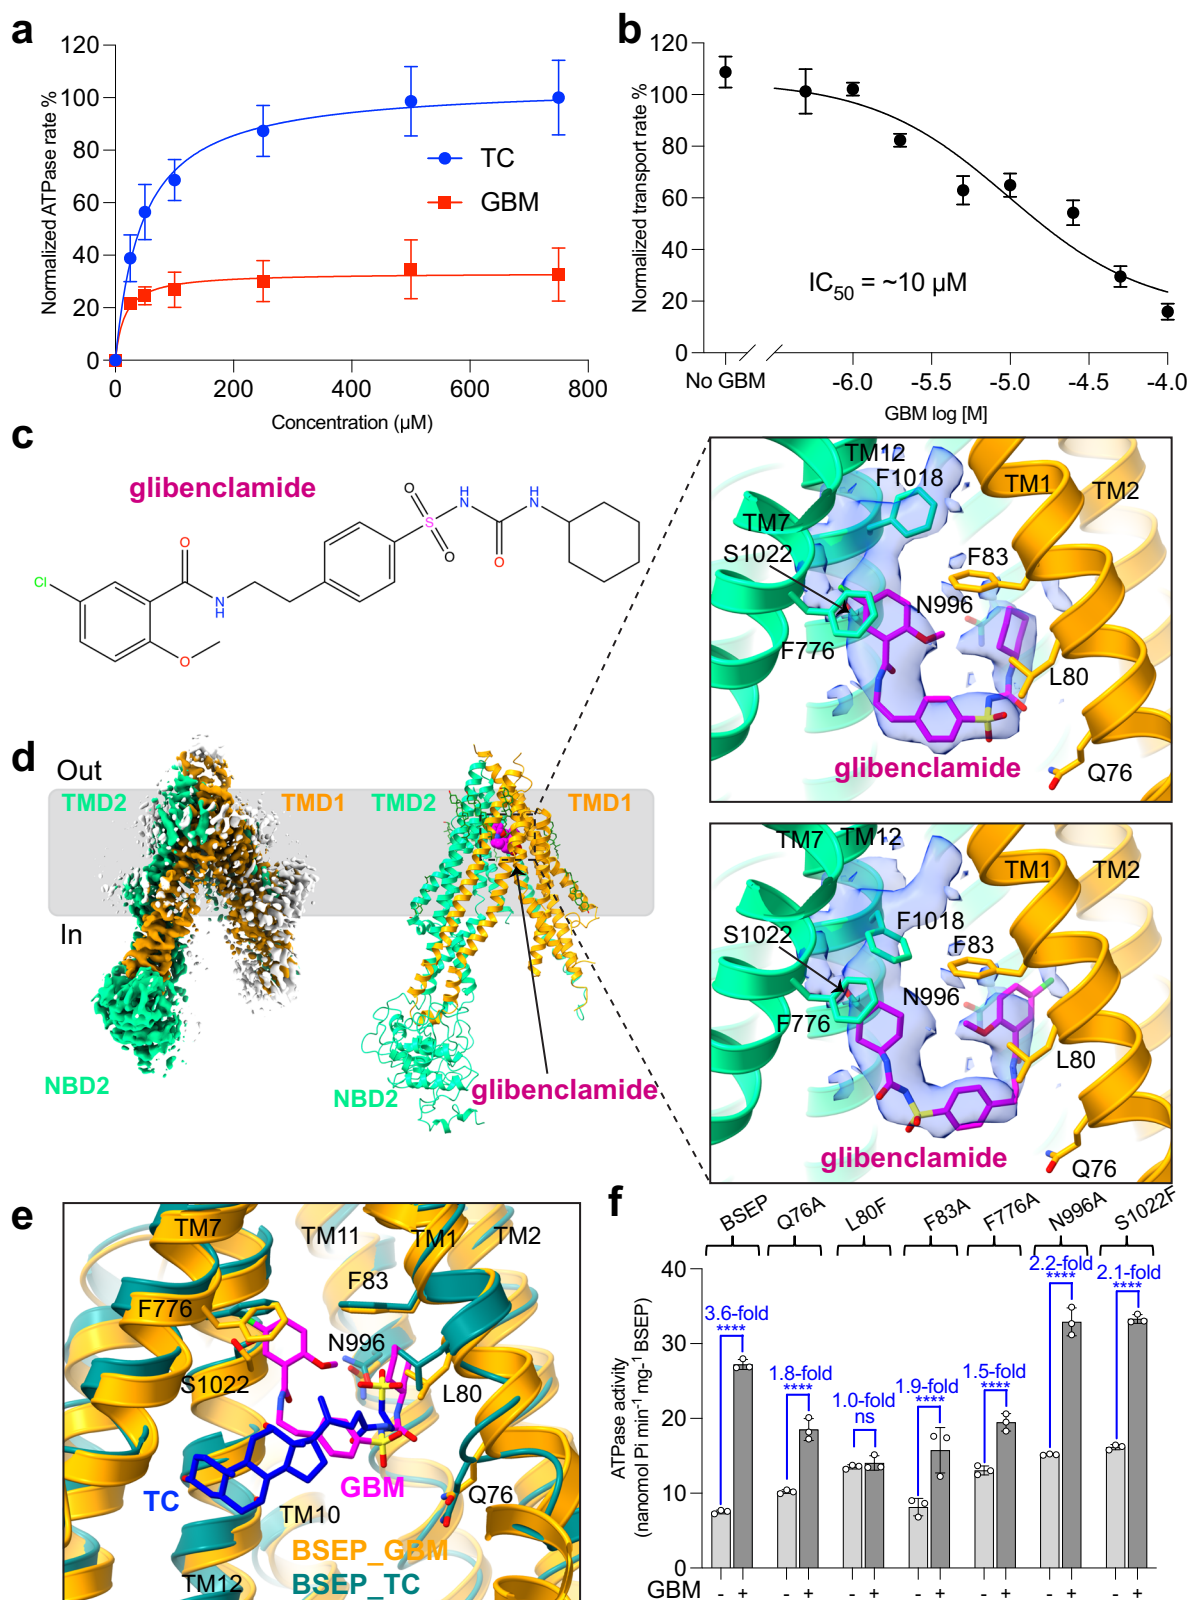 a
120
100
80
60
40
20
0
Normalized ATPase rate %
TC
GBM
0
200
400
600
800
Concentration (µM)
b
120
100
80
60
40
20
0
Normalized transport rate %
IC50 = ~10 µM
No GBM
-6.0
-5.5
-5.0
-4.5
-4.0
GBM log [M]
c
glibenclamide
O
Cl
N
H
O
O
S
O
N
H
O
H
N
TM12
F1018
TM1
TM2
TM7
S1022
F83
N996
F776
L80
glibenclamide
Q76
d
Out
TMD2
TMD1
TMD2
TMD1
In
NBD2
NBD2
glibenclamide
TM7
TM12
TM1
TM2
F1018
S1022
F83
N996
F776
L80
glibenclamide
Q76
e
TM7
TM11
TM1
TM2
F83
F776
N996
S1022
L80
GBM
TC
Q76
TM10
BSEP_GBM
BSEP_TC
TM12
f
BSEP
Q76A
L80F
F83A
F776A
N996A
S1022F
40
30
20
10
0
ATPase activity
(nanomol Pi min-1 mg-1 BSEP)
3.6-fold
****
1.8-fold
****
1.0-fold
ns
1.9-fold
****
1.5-fold
****
2.2-fold
****
2.1-fold
****
GBM - + - + - + - + - + - + - +